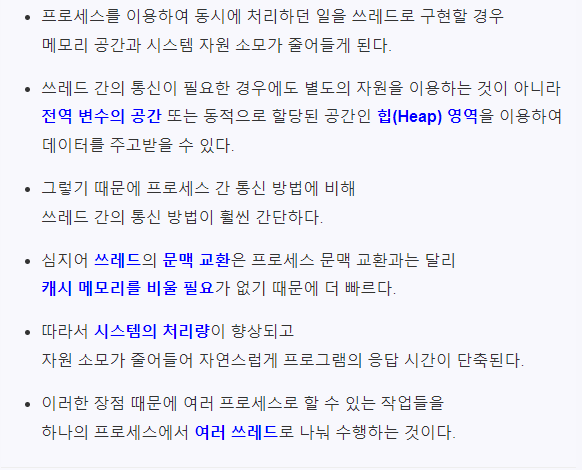 프로세스를 이용하여 동시에 처리하던 일을 쓰레드로 구현할 경우
메모리 공간과 시스템 자원 소모가 줄어들게 된다.
쓰레드 간의 통신이 필요한 경우에도 별도의 자원을 이용하는 것이 아니라
전역 변수의 공간 또는 동적으로 할당된 공간인 힙(Heap) 영역을 이용하여
데이터를 주고받을 수 있다.
그렇기 때문에 프로세스 간 통신 방법에 비해
쓰레드 간의 통신 방법이 훨씬 간단하다.
심지어 쓰레드의 문맥 교환은 프로세스 문맥 교환과는 달리
캐시 메모리를 비울 필요가 없기 때문에 더 빠르다.
따라서 시스템의 처리량이 향상되고
자원 소모가 줄어들어 자연스럽게 프로그램의 응답 시간이 단축된다.
이러한 장점 때문에 여러 프로세스로 할 수 있는 작업들을
하나의 프로세스에서 여러 쓰레드로 나눠 수행하는 것이다.